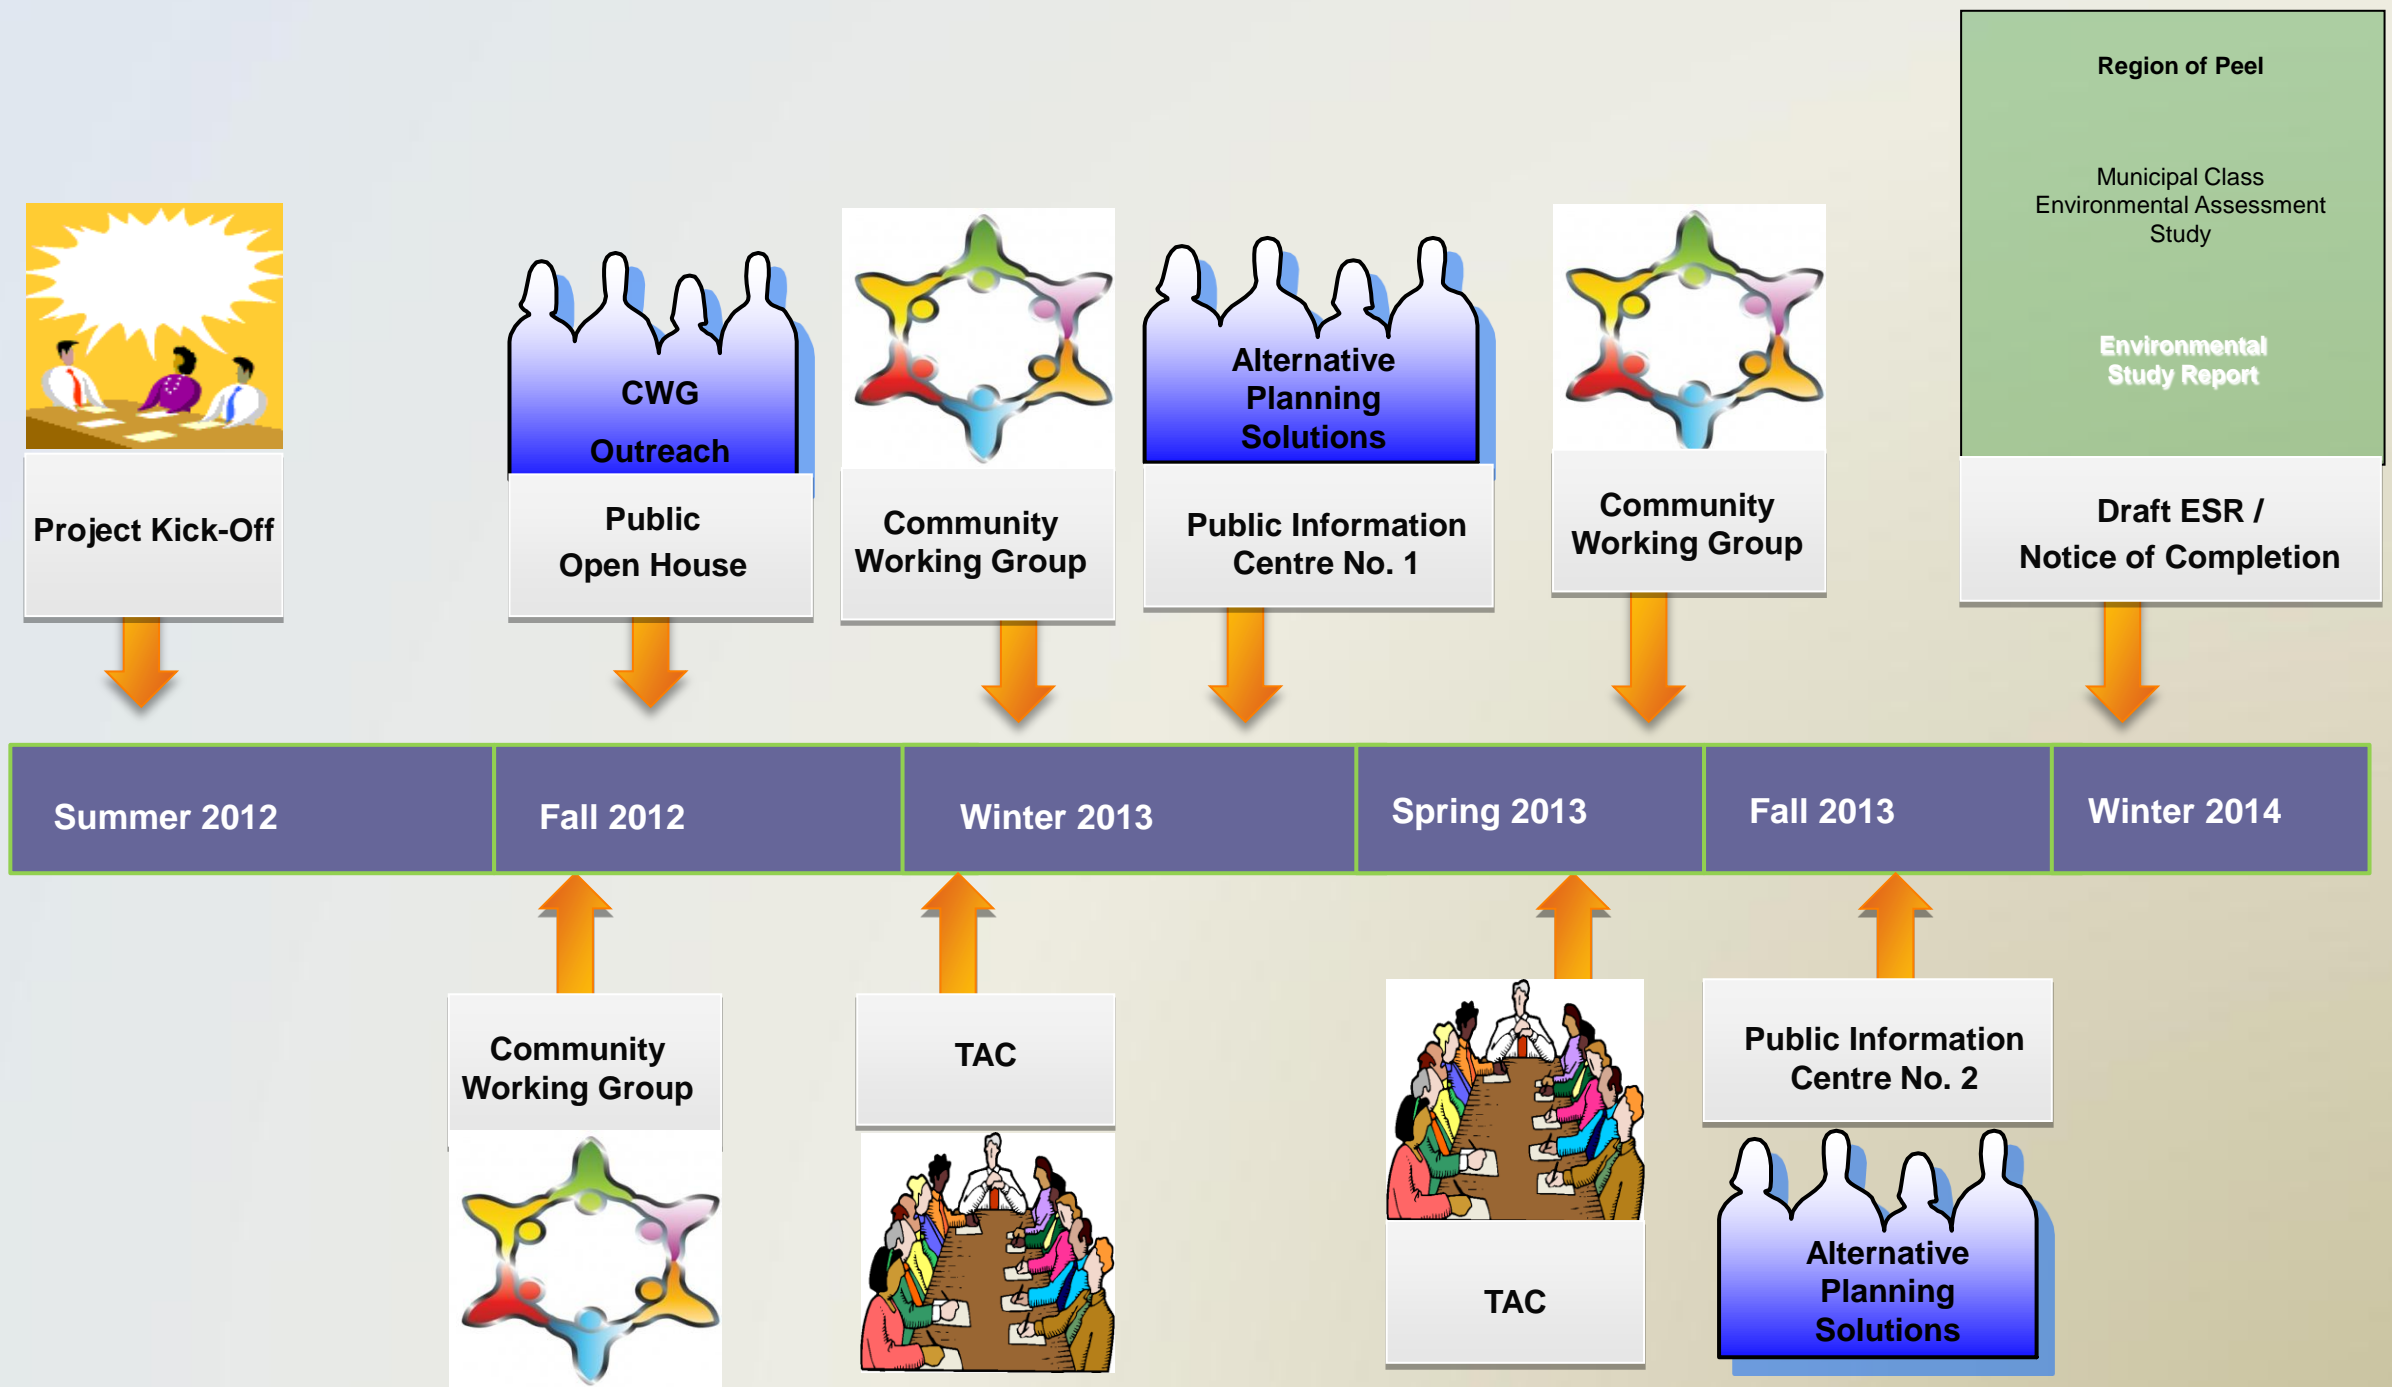 Region of Peel
Municipal Class
Environmental Assessment
Study
Environmental
Study Report
Project Kick-Off
CWG
Outreach
Public
Open House
Community
Working Group
Alternative
Planning
Solutions
Public Information
Centre No. 1
Community
Working Group
Draft ESR /
Notice of Completion
Summer 2012
Fall 2012
Winter 2013
Spring 2013
Fall 2013
Winter 2014
Community
Working Group
TAC
TAC
Public Information
Centre No. 2
Alternative
Planning
Solutions